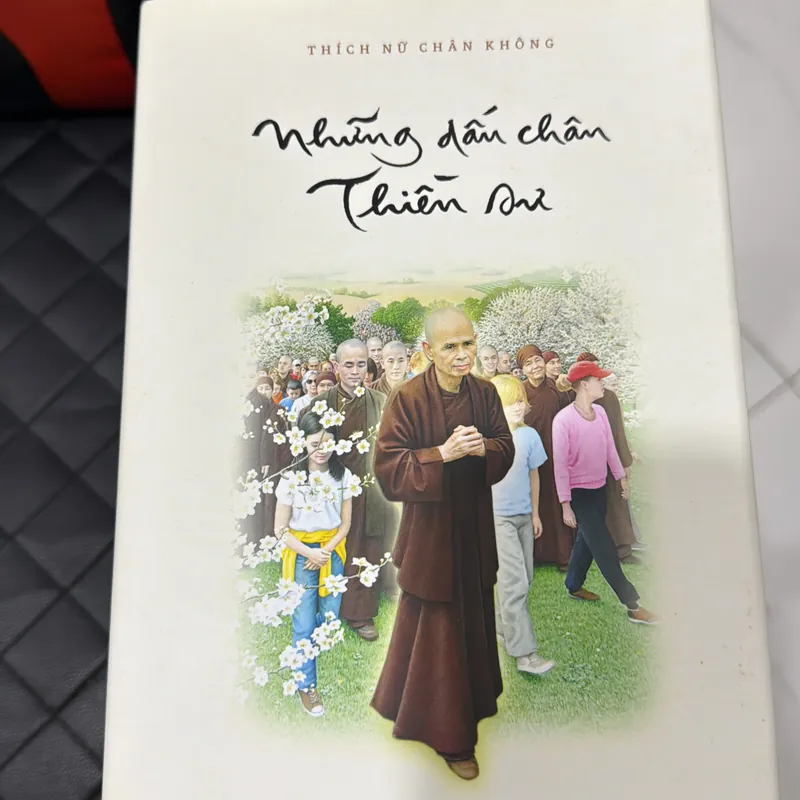 THÍCH NỮ CHÂN KHÔNG
Những dấu chân
Thiền sư